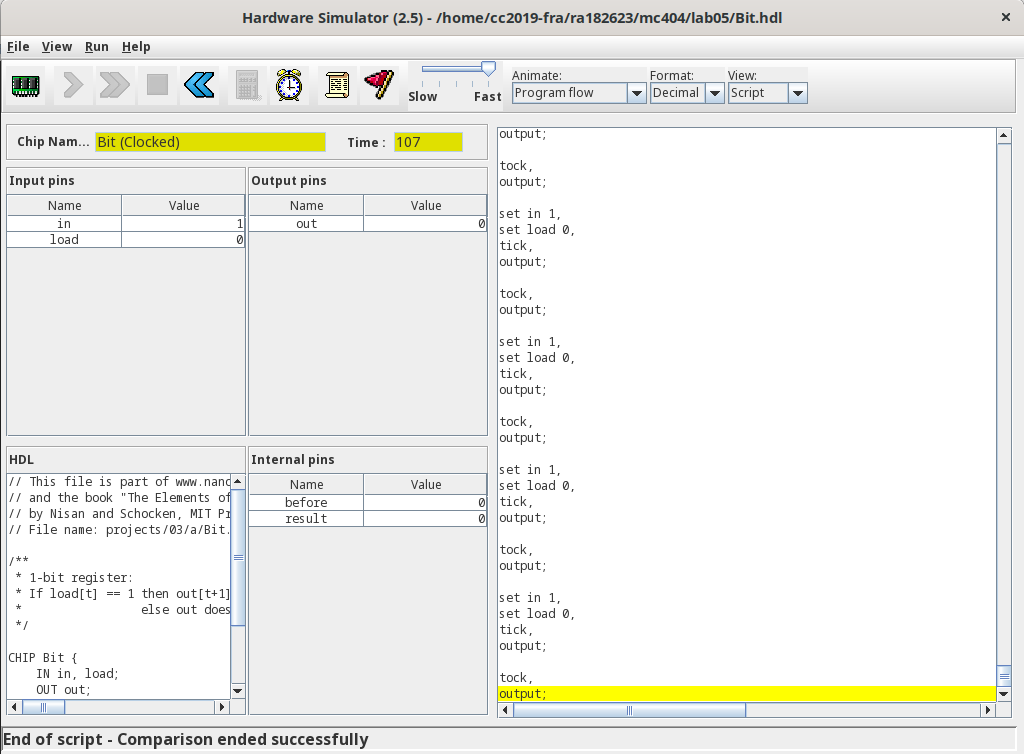 Hardware Simulator (2.5) - /home/cc2019-fra/ra182623/mc404/lab05/Bit.hdl
File View Run Help
Slow Fast
Animate: Format: View:
Program flow Decimal Script
Chip Nam... Bit (Clocked) Time : 107
Input pins
Name Value
in 1
load 0
Output pins
Name Value
out 0
HDL
// This file is part of www.nand
// and the book "The Elements of
// by Nisan and Schocken, MIT Pr
// File name: projects/03/a/Bit.
/**
* 1-bit register:
* If load[t] == 1 then out[t+1]
* else out does
*/
CHIP Bit {
IN in, load;
OUT out;
Internal pins
Name Value
before 0
result 0
output;
tock,
output;
set in 1,
set load 0,
tick,
output;
tock,
output;
set in 1,
set load 0,
tick,
output;
tock,
output;
set in 1,
set load 0,
tick,
output;
tock,
output;
set in 1,
set load 0,
tick,
output;
tock,
output;
End of script - Comparison ended successfully